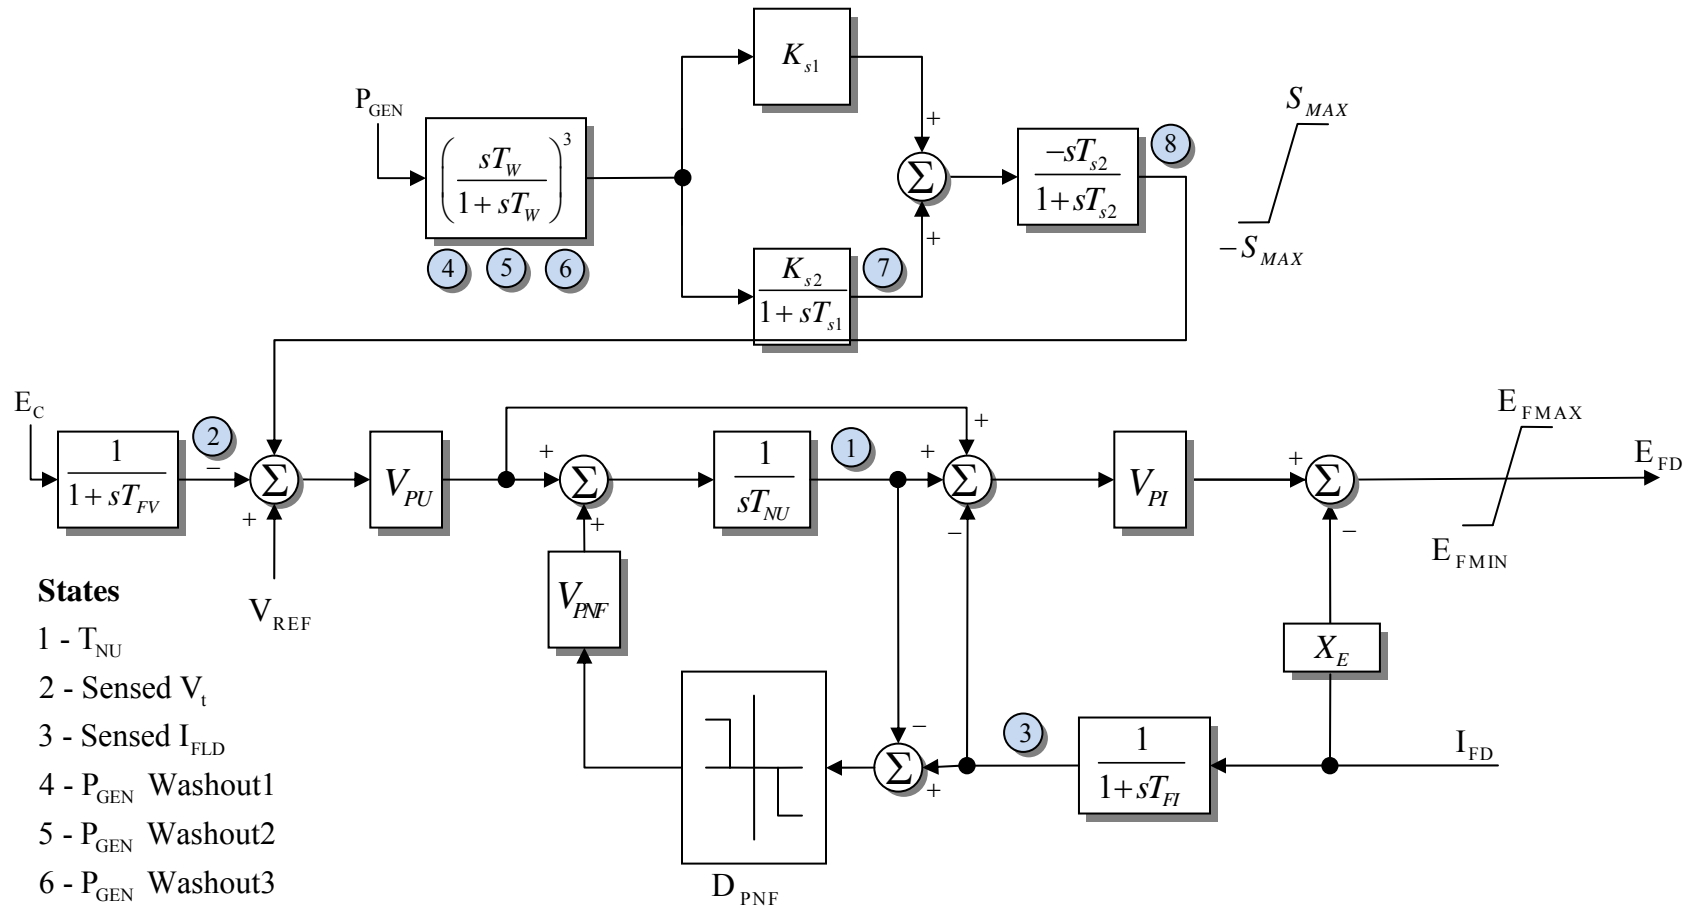 P_GEN
(sT_W / (1 + sT_W))^3
4 5 6
K_s1
K_s2 / (1 + sT_s1)
7
+
+
Σ
-sT_s2 / (1 + sT_s2)
8
S_MAX
−S_MAX
E_C
1 / (1 + sT_FV)
2
−
+
Σ
V_REF
V_PU
+
+
Σ
V_PNF
1 / sT_NU
1
+
+
−
Σ
V_PI
+
−
Σ
E_FMAX
E_FMIN
E_FD
X_E
I_FD
1 / (1 + sT_FI)
3
−
+
Σ
D_PNF
States
1 - T_NU
2 - Sensed V_t
3 - Sensed I_FLD
4 - P_GEN Washout1
5 - P_GEN Washout2
6 - P_GEN Washout3